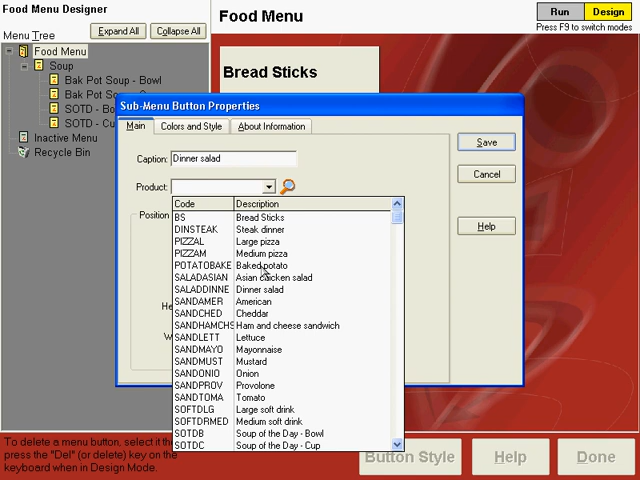 Food Menu Designer
Menu Tree
Expand All
Collapse All
Food Menu
Soup
Bak Pot Soup - Bowl
Bak Pot
SOTD - Bo
SOTD - Cu
Inactive Menu
Recycle Bin
Food Menu
Run
Design
Press F9 to switch modes
Bread Sticks
Sub-Menu Button Properties
Main
Colors and Style
About Information
Save
Cancel
Help
Caption: Dinner salad
Product:
Position
He
W
Code Description
BS Bread Sticks
DINSTEAK Steak dinner
PIZZAL Large pizza
PIZZAM Medium pizza
POTATOBAKE Baked potato
SALADASIAN Asian chicken salad
SALADDINNE Dinner salad
SANDAMER American
SANDCHED Cheddar
SANDHAMCHS Ham and cheese sandwich
SANDLETT Lettuce
SANDMAYO Mayonnaise
SANDMUST Mustard
SANDONIO Onion
SANDPROV Provolone
SANDTOMA Tomato
SOFTDLG Large soft drink
SOFTDRMED Medium soft drink
SOTDB Soup of the Day - Bowl
SOTDC Soup of the Day - Cup
To delete a menu button, select it th
press the "Del" (or delete) key on the
keyboard when in Design Mode.
Button Style
Help
Done